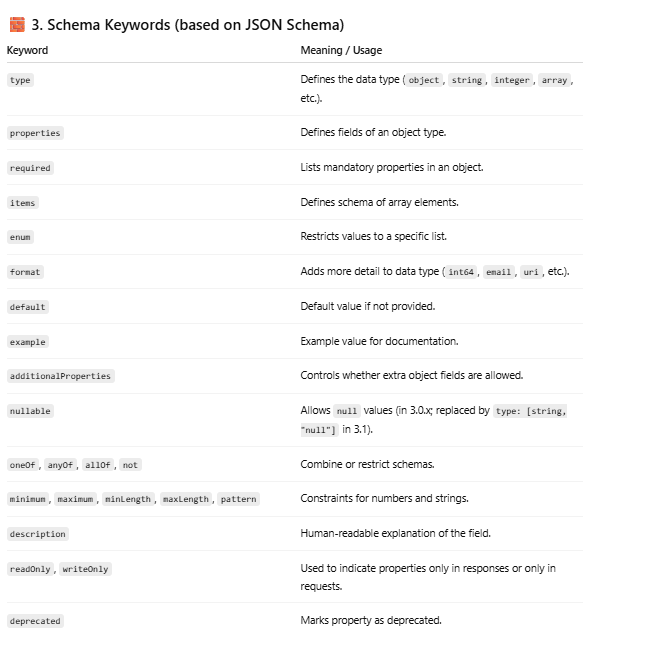 🧱 3. Schema Keywords (based on JSON Schema)
Keyword Meaning / Usage
type Defines the data type ( object , string , integer , array ,
etc.).
properties Defines fields of an object type.
required Lists mandatory properties in an object.
items Defines schema of array elements.
enum Restricts values to a specific list.
format Adds more detail to data type ( int64 , email , uri , etc.).
default Default value if not provided.
example Example value for documentation.
additionalProperties Controls whether extra object fields are allowed.
nullable Allows null values (in 3.0.x; replaced by type: [string,
"null"] in 3.1).
oneOf , anyOf , allOf , not Combine or restrict schemas.
minimum , maximum , minLength , maxLength , pattern Constraints for numbers and strings.
description Human-readable explanation of the field.
readOnly , writeOnly Used to indicate properties only in responses or only in
requests.
deprecated Marks property as deprecated.